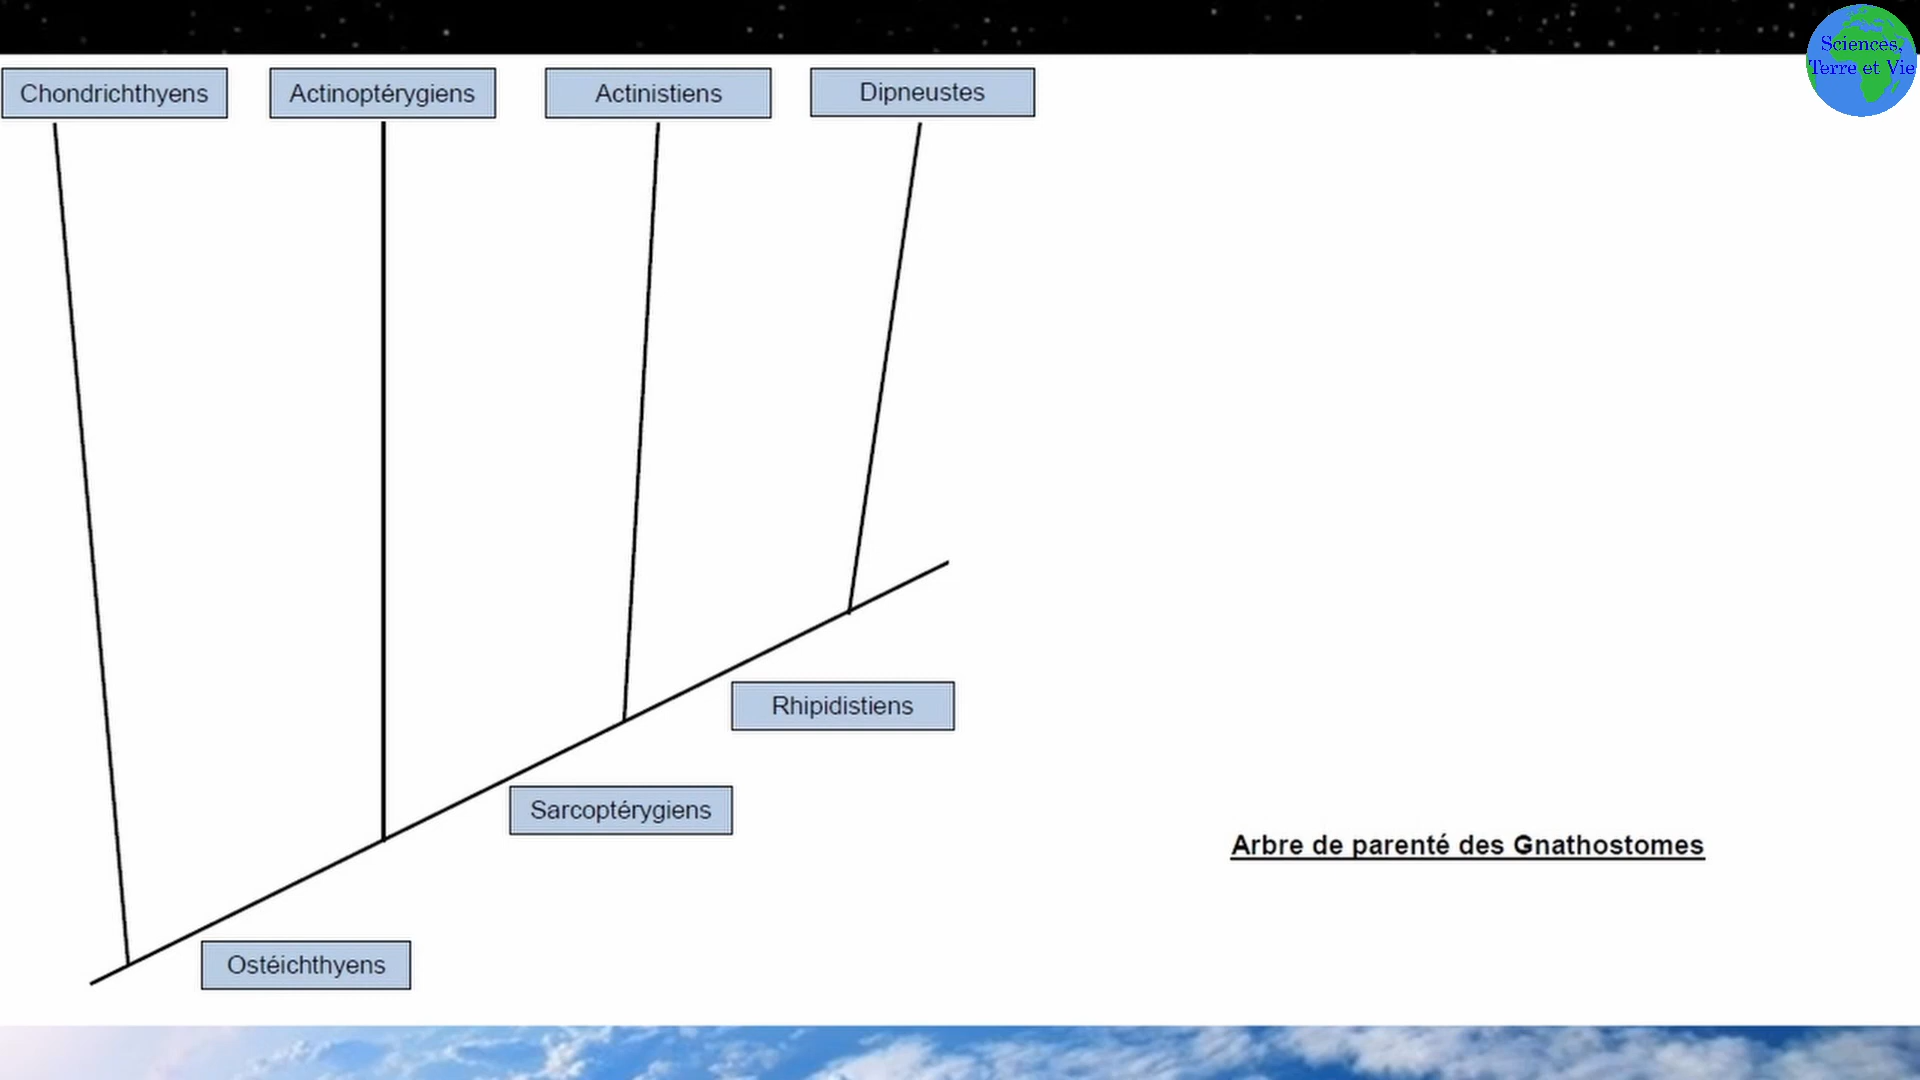 Sciences,
Terre et Vie
Chondrichthyens
Actinoptérygiens
Actinistiens
Dipneustes
Rhipidistiens
Sarcoptérygiens
Arbre de parenté des Gnathostomes
Ostéichthyens